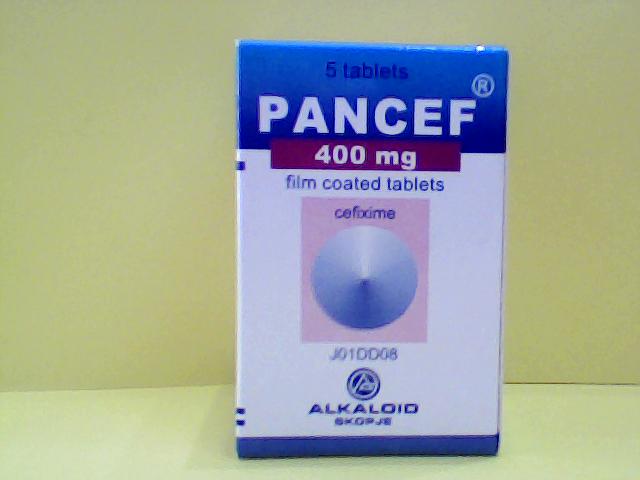 5 tablets
PANCEF®
400 mg
film coated tablets
cefixime
J01DD08
ALKALOID
SKOPJE